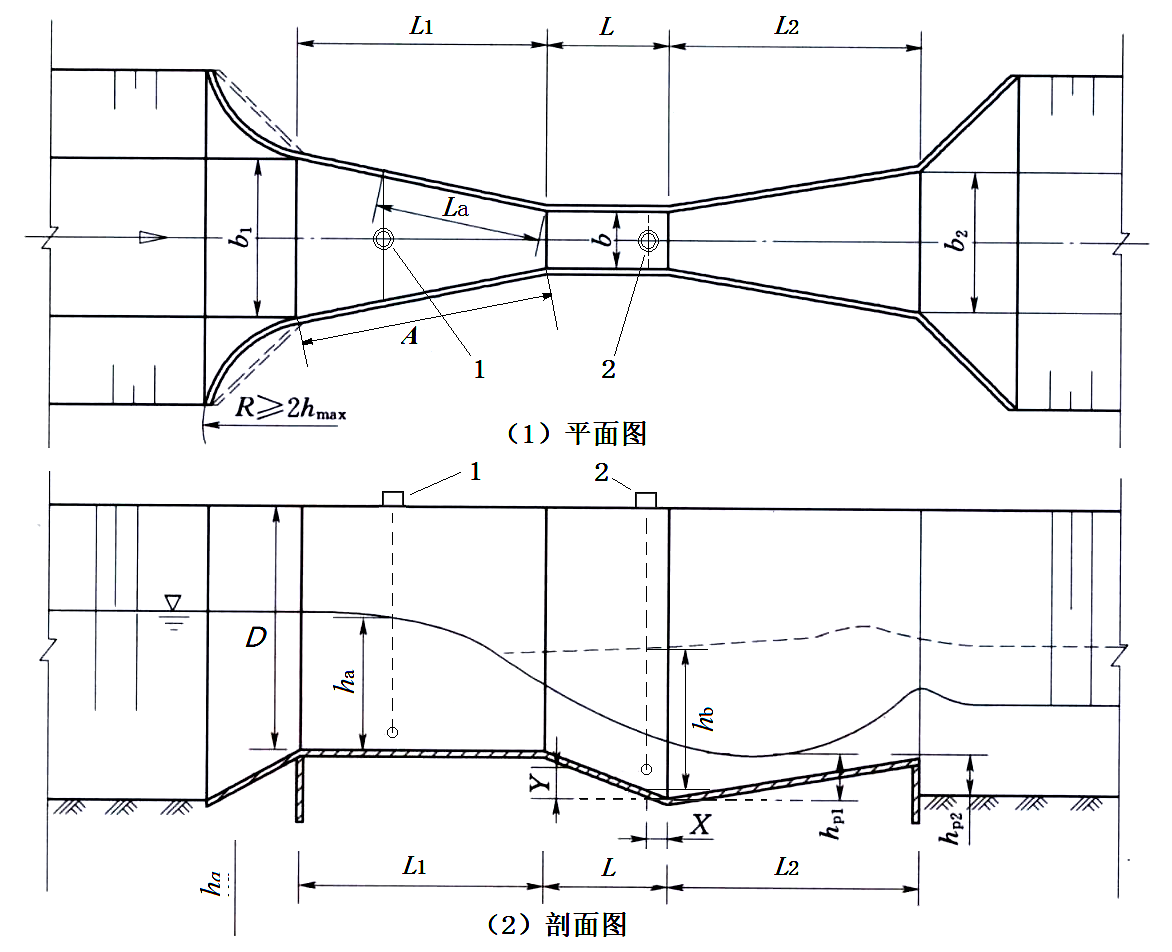 L1 L L2
La
b1 b b2
A
1 2
R⩾2hmax
(1)平面图
1 2
D
ha
hb
Y
X
hp1
hp2
L1 L L2
ha
(2)剖面图